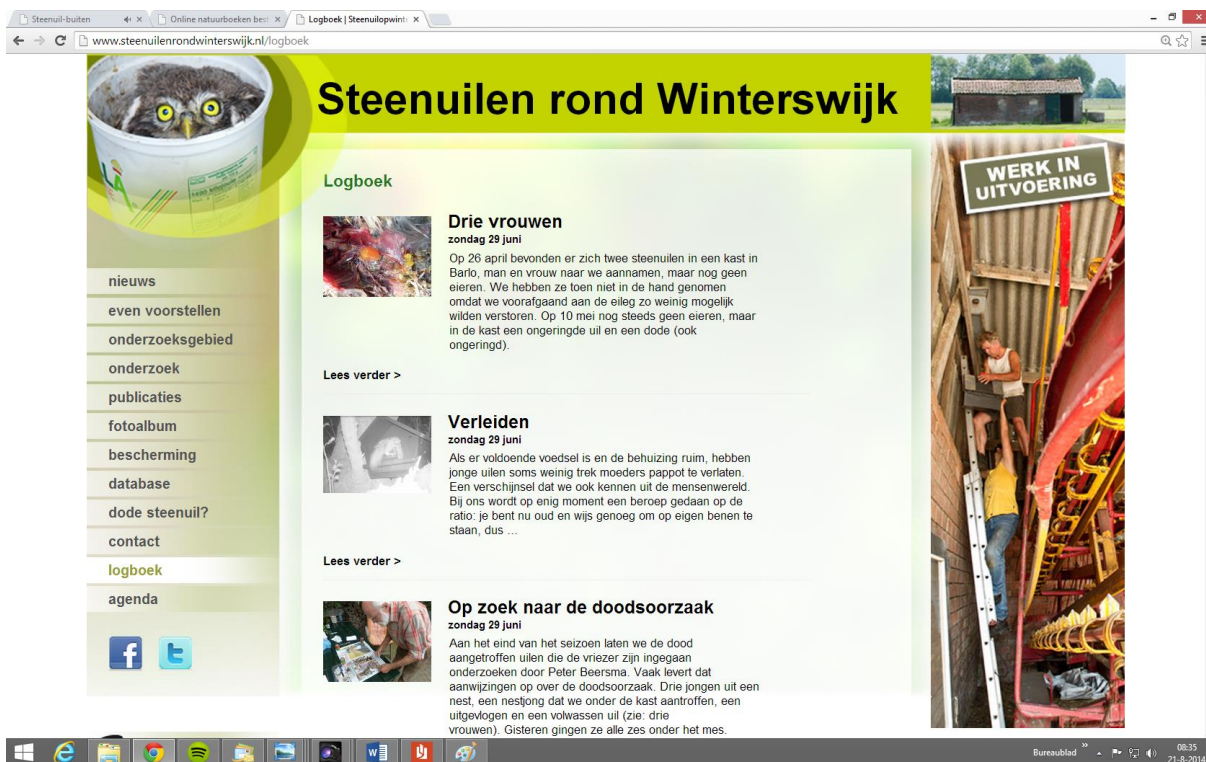 Steenuil-buiten
Online natuurboeken best
Logboek | Steenuilopwint
www.steenuilenrondwinterswijk.nl/logboek
Steenuilen rond Winterswijk
WERK IN
UITVOERING
nieuws
even voorstellen
onderzoeksgebied
onderzoek
publicaties
fotoalbum
bescherming
database
dode steenuil?
contact
logboek
agenda
Logboek
Drie vrouwen
zondag 29 juni
Op 26 april bevonden er zich twee steenuilen in een kast in
Barlo, man en vrouw naar we aannamen, maar nog geen
eieren. We hebben ze toen niet in de hand genomen
omdat we voorafgaand aan de eileg zo weinig mogelijk
wilden verstoren. Op 10 mei nog steeds geen eieren, maar
in de kast een ongeringde uil en een dode (ook
ongeringd).
Lees verder >
Verleiden
zondag 29 juni
Als er voldoende voedsel is en de behuizing ruim, hebben
jonge uilen soms weinig trek moeders pappot te verlaten.
Een verschijnsel dat we ook kennen uit de mensenwereld.
Bij ons wordt op enig moment een beroep gedaan op de
ratio: je bent nu oud en wijs genoeg om op eigen benen te
staan, dus …
Lees verder >
Op zoek naar de doodsoorzaak
zondag 29 juni
Aan het eind van het seizoen laten we de dood
aangetroffen uilen die de vriezer zijn ingegaan
onderzoeken door Peter Beersma. Vaak levert dat
aanwijzingen op over de doodsoorzaak. Drie jongen uit een
nest, een nestjong dat we onder de kast aantroffen, een
uitgevlogen en een volwassen uil (zie: drie
vrouwen). Gisteren gingen ze alle zes onder het mes.
Bureaublad
08:35
21-8-2014